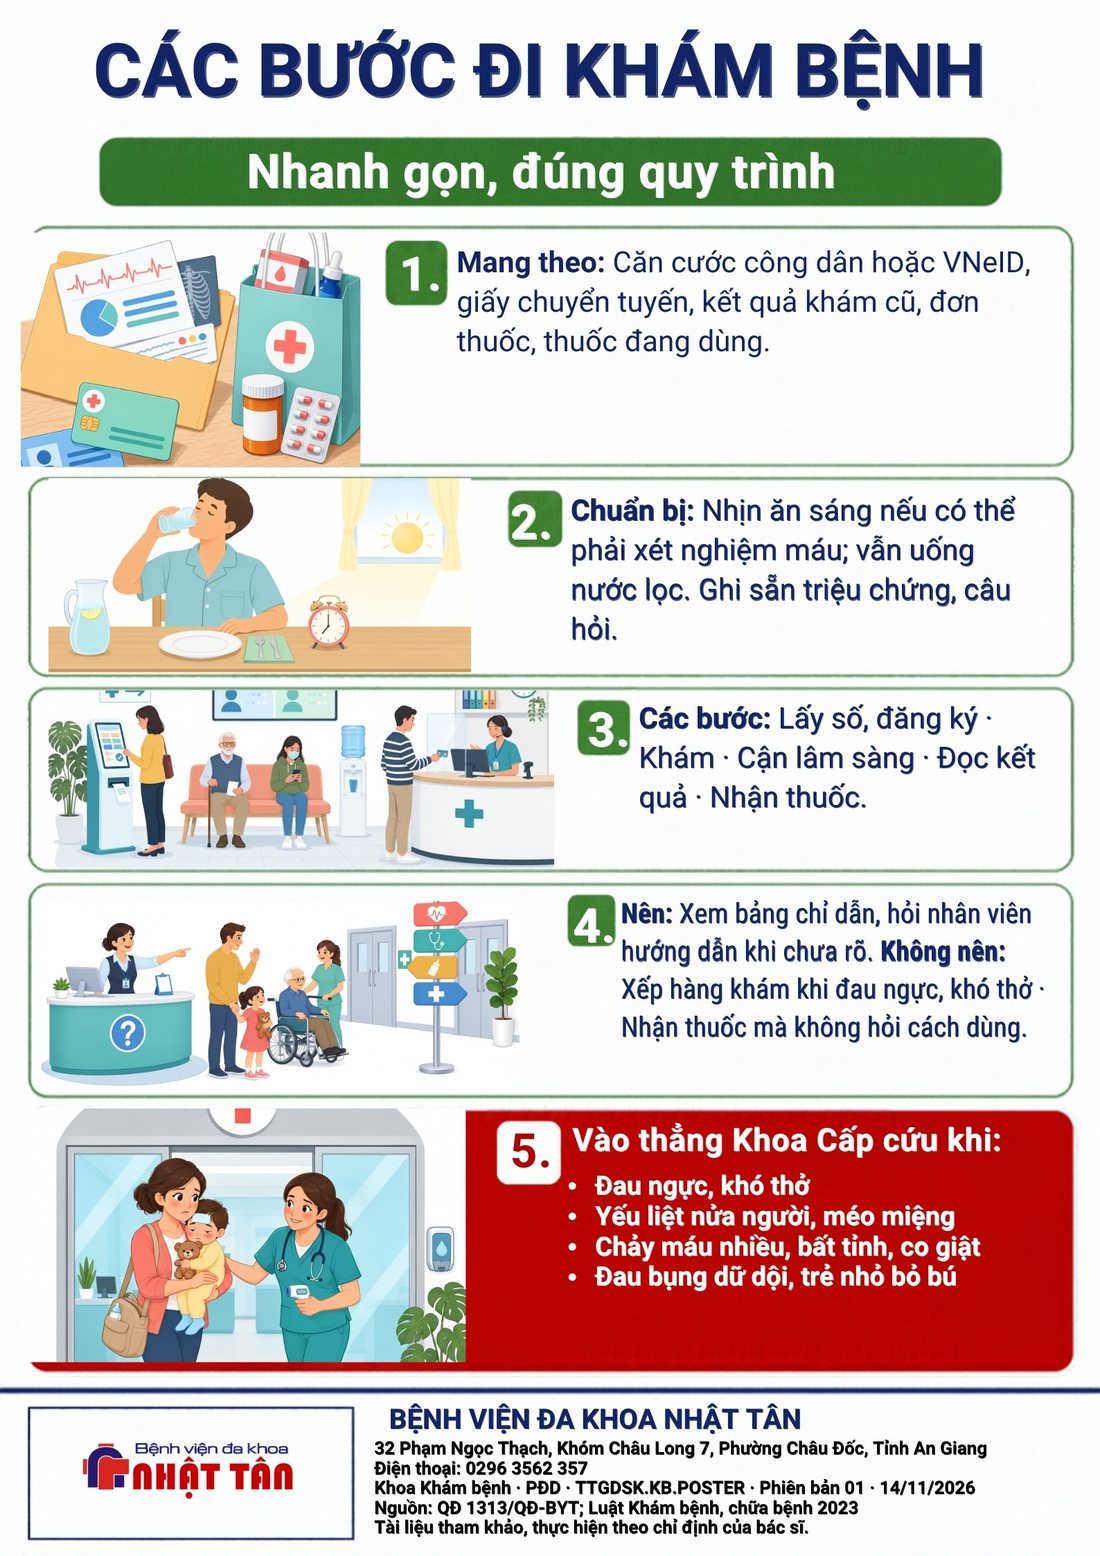 CÁC BƯỚC ĐI KHÁM BỆNH
Nhanh gọn, đúng quy trình
1. Mang theo: Căn cước công dân hoặc VNeID,
giấy chuyển tuyến, kết quả khám cũ, đơn
thuốc, thuốc đang dùng.
2. Chuẩn bị: Nhịn ăn sáng nếu có thể
phải xét nghiệm máu; vẫn uống
nước lọc. Ghi sẵn triệu chứng, câu
hỏi.
3. Các bước: Lấy số, đăng ký ·
Khám · Cận lâm sàng · Đọc kết
quả · Nhận thuốc.
4. Nên: Xem bảng chỉ dẫn, hỏi nhân viên
hướng dẫn khi chưa rõ. Không nên:
Xếp hàng khám khi đau ngực, khó thở ·
Nhận thuốc mà không hỏi cách dùng.
?
5. Vào thẳng Khoa Cấp cứu khi:
• Đau ngực, khó thở
• Yếu liệt nửa người, méo miệng
• Chảy máu nhiều, bất tỉnh, co giật
• Đau bụng dữ dội, trẻ nhỏ bỏ bú
Bệnh viện đa khoa
NHẬT TÂN
BỆNH VIỆN ĐA KHOA NHẬT TÂN
32 Phạm Ngọc Thạch, Khóm Châu Long 7, Phường Châu Đốc, Tỉnh An Giang
Điện thoại: 0296 3562 357
Khoa Khám bệnh · PĐD · TTGDSK.KB.POSTER · Phiên bản 01 · 14/11/2026
Nguồn: QĐ 1313/QĐ-BYT; Luật Khám bệnh, chữa bệnh 2023
Tài liệu tham khảo, thực hiện theo chỉ định của bác sĩ.